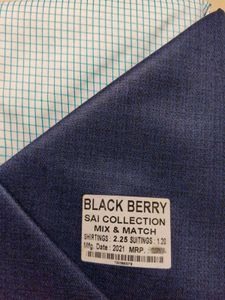 BLACK BERRY
SAI COLLECTION
MIX & MATCH
SHIRTINGS : 2.25 SUITINGS : 1.20
Mfg. Date : 2021 MRP.